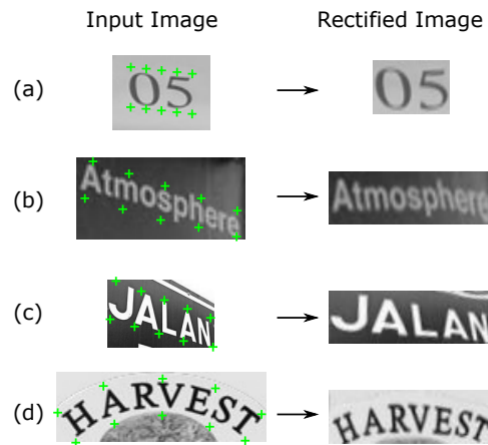 Input Image Rectified Image
(a) 05 05
(b) Atmosphere Atmosphere
(c) JALAN JALAN
(d) HARVEST HARVEST